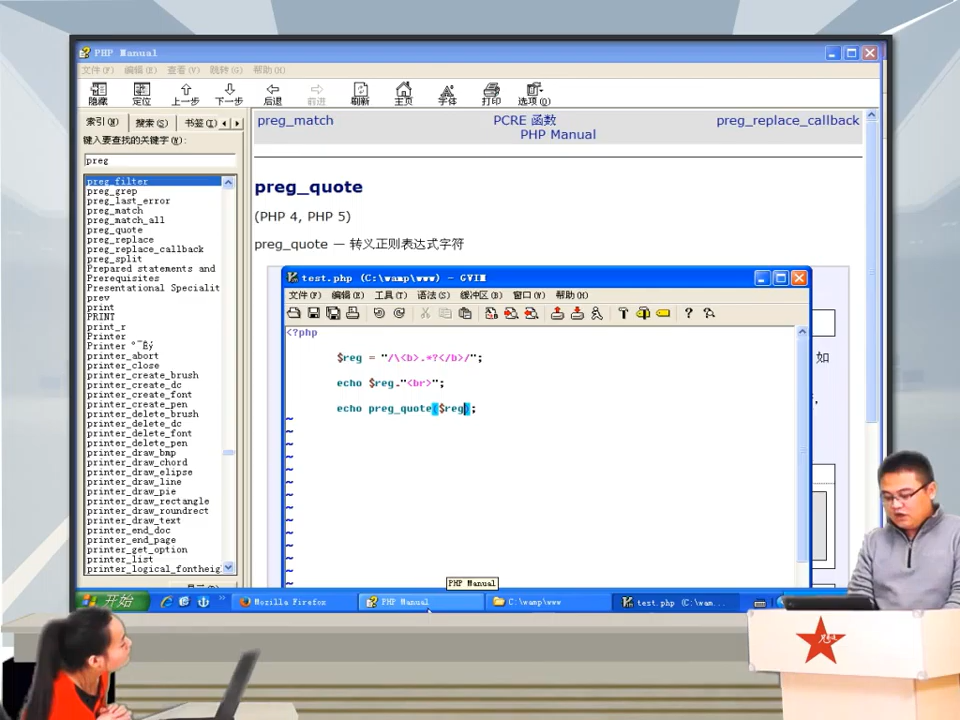 PHP Manual
文件(F) 编辑(E) 查看(V) 跳转(G) 帮助(H)
隐藏 定位 上一步 下一步 后退 前进 刷新 主页 字体 打印 选项(O)
索引(N) 搜索(S) 书签(I)
键入要查找的关键字(W):
preg
preg_filter
preg_grep
preg_last_error
preg_match
preg_match_all
preg_quote
preg_replace
preg_replace_callback
preg_split
Prepared statements and
Prerequisites
Presentational Specialit
prev
print
PRINT
print_r
Printer
Printer
printer_abort
printer_close
printer_create_brush
printer_create_dc
printer_create_font
printer_create_pen
printer_delete_brush
printer_delete_dc
printer_delete_font
printer_delete_pen
printer_draw_bmp
printer_draw_chord
printer_draw_elipse
printer_draw_line
printer_draw_pie
printer_draw_rectangle
printer_draw_roundrect
printer_draw_text
printer_end_doc
printer_end_page
printer_get_option
printer_list
printer_logical_fontheig
preg_match PCRE 函数 preg_replace_callback
PHP Manual
preg_quote
(PHP 4, PHP 5)
preg_quote — 转义正则表达式字符
如
test.php (C:\wamp\www) - GVIM
文件(F) 编辑(E) 工具(T) 语法(S) 缓冲区(B) 窗口(W) 帮助(H)
<?php
$reg = "/\<b>.*?</b>/";
echo $reg."<br>";
echo preg_quote($reg);
~
~
~
~
~
~
~
~
~
~
~
~
~
~
PHP Manual
开始 Mozilla Firefox PHP Manual C:\wamp\www test.php (C:\wam...